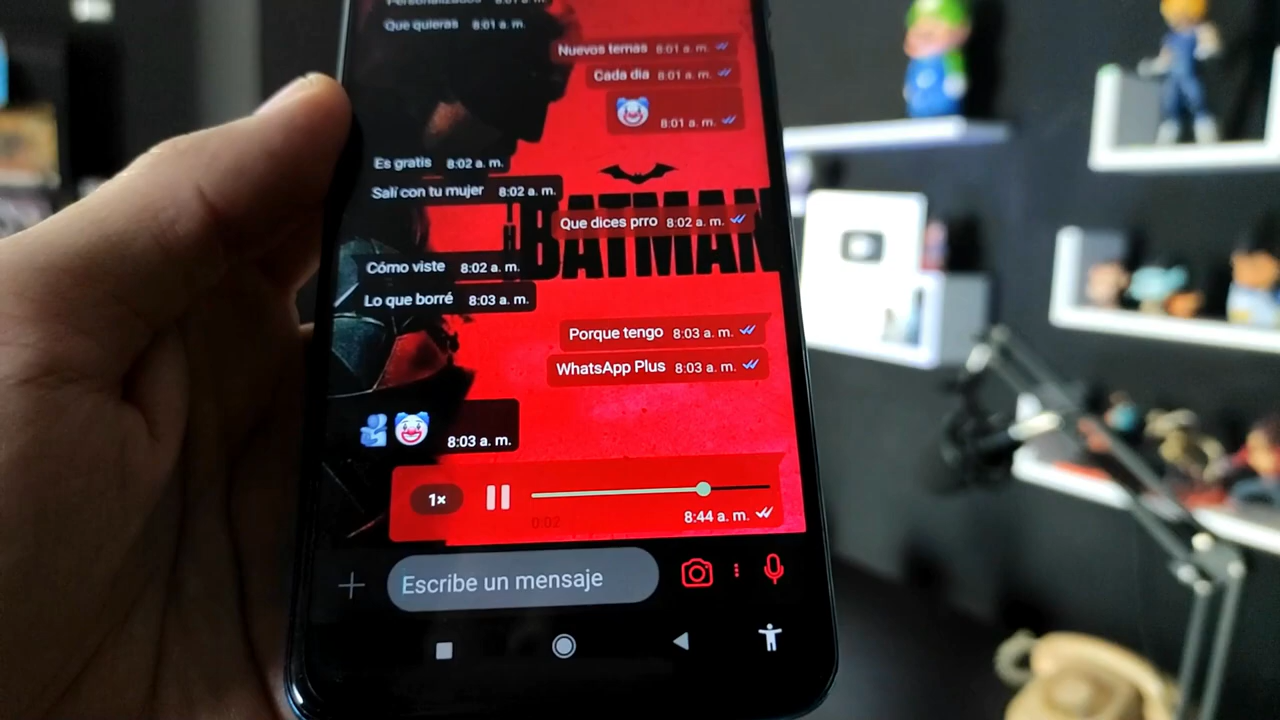 Personalizados 8:01 a. m.
Que quieras 8:01 a. m.
Nuevos temas 8:01 a. m.
Cada dia 8:01 a. m.
8:01 a. m.
Es gratis 8:02 a. m.
Salí con tu mujer 8:02 a. m.
THE BATMAN
Que dices prro 8:02 a. m.
Cómo viste 8:02 a. m.
Lo que borré 8:03 a. m.
Porque tengo 8:03 a. m.
WhatsApp Plus 8:03 a. m.
8:03 a. m.
1×
0:02
8:44 a. m.
Escribe un mensaje